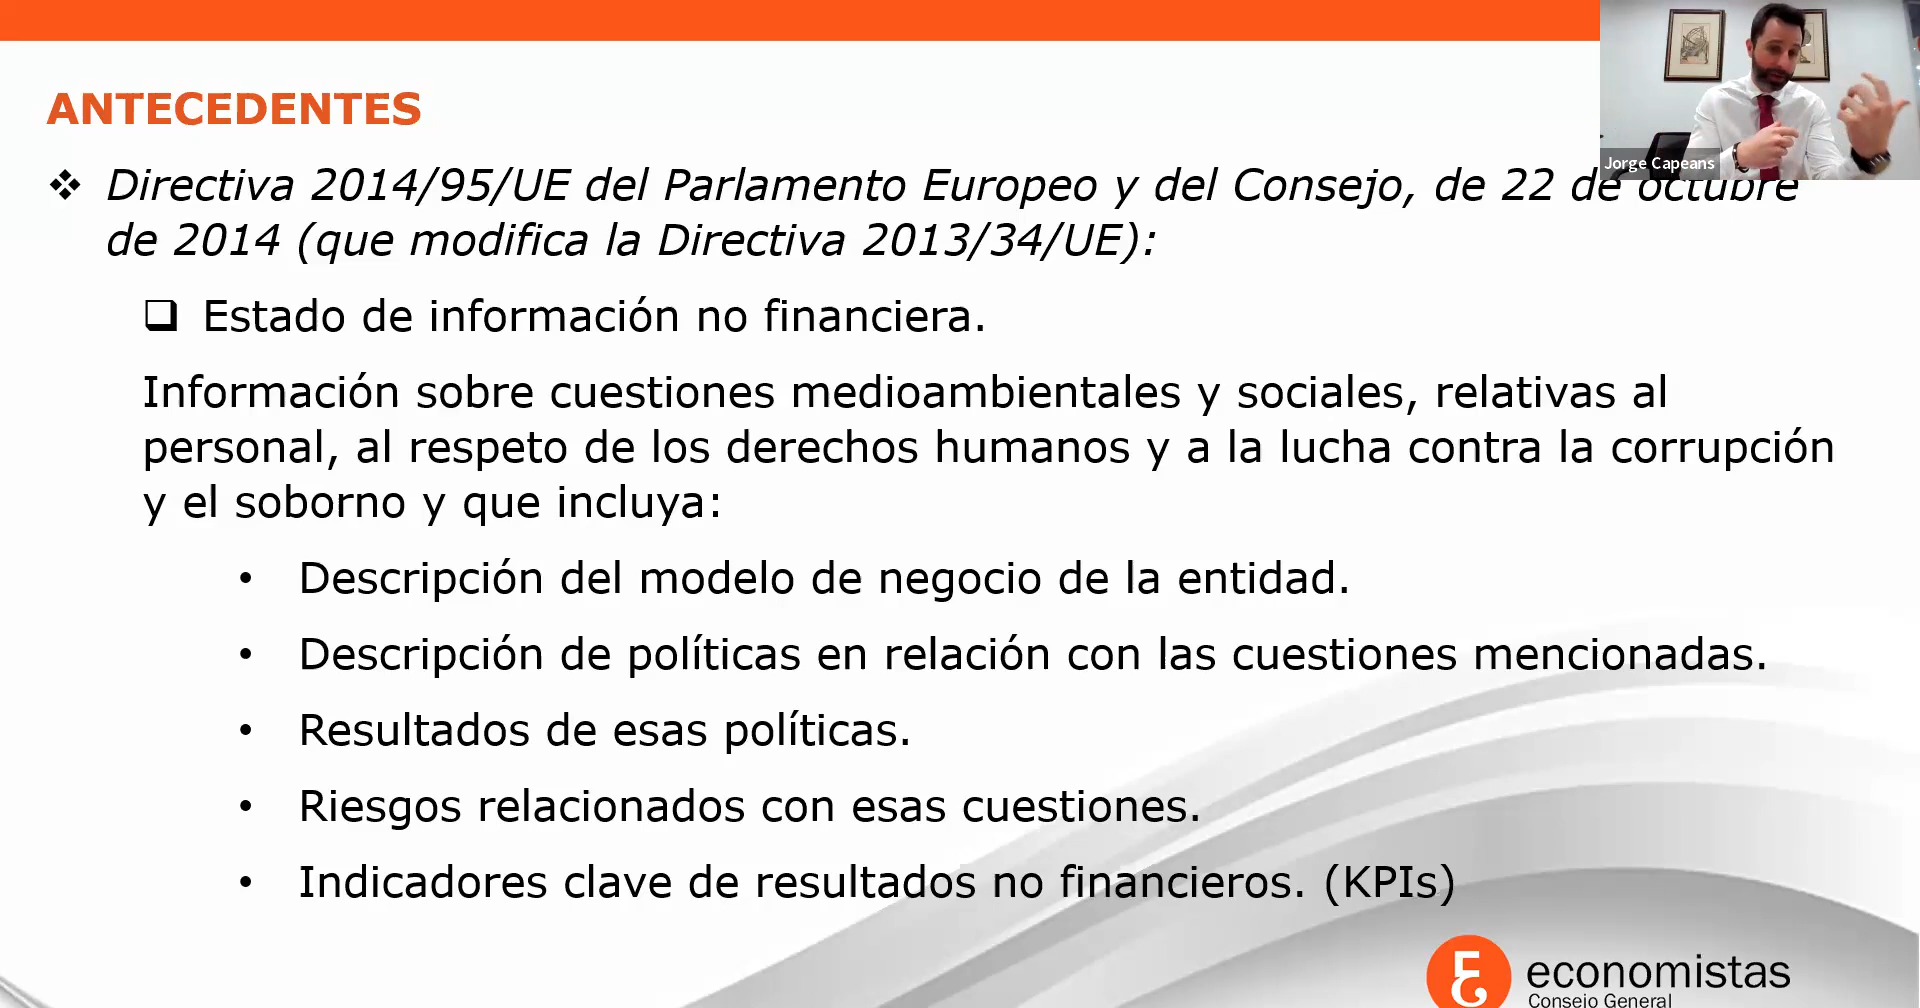 ANTECEDENTES
Jorge Capeans
❖ Directiva 2014/95/UE del Parlamento Europeo y del Consejo, de 22 de octubre
de 2014 (que modifica la Directiva 2013/34/UE):
❑ Estado de información no financiera.
Información sobre cuestiones medioambientales y sociales, relativas al
personal, al respeto de los derechos humanos y a la lucha contra la corrupción
y el soborno y que incluya:
• Descripción del modelo de negocio de la entidad.
• Descripción de políticas en relación con las cuestiones mencionadas.
• Resultados de esas políticas.
• Riesgos relacionados con esas cuestiones.
• Indicadores clave de resultados no financieros. (KPIs)
economistas
Consejo General